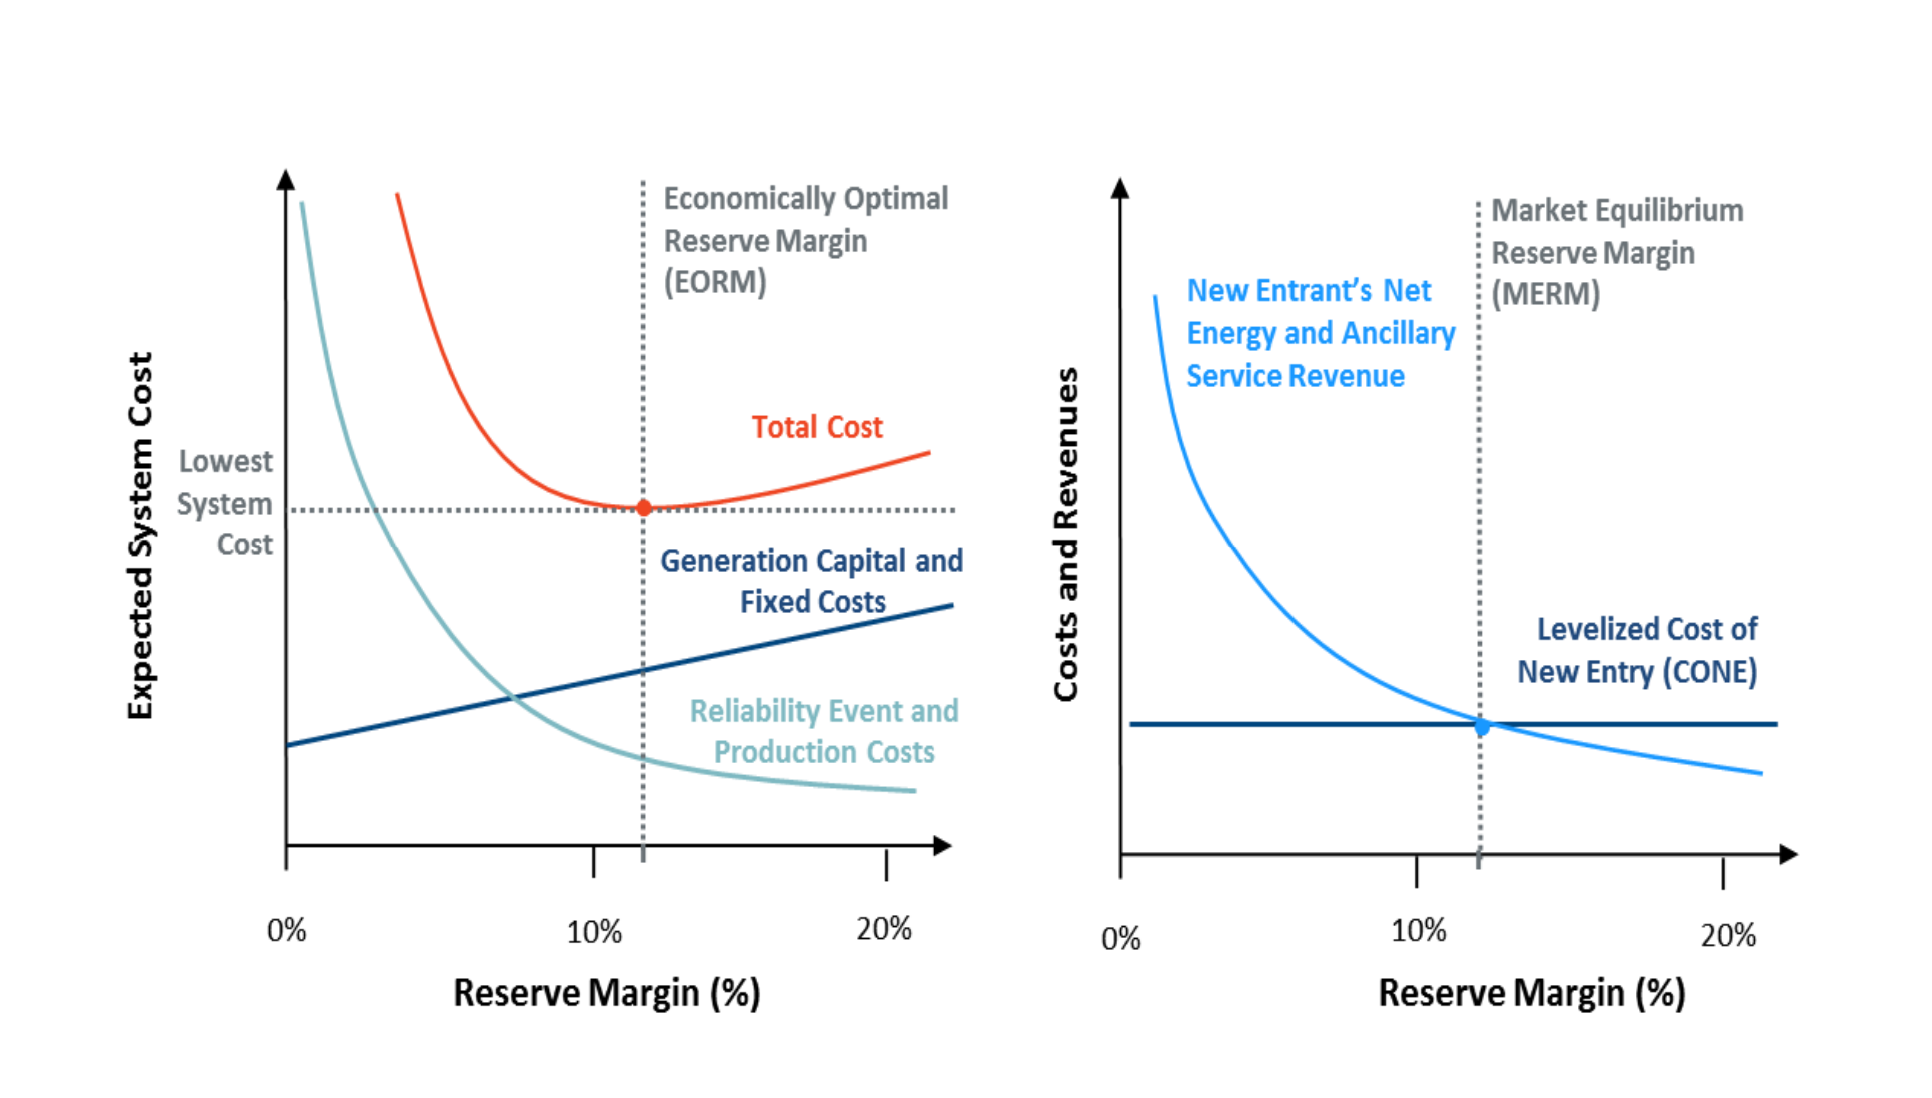 Expected System Cost
Economically Optimal
Reserve Margin
(EORM)
Total Cost
Lowest
System
Cost
Generation Capital and
Fixed Costs
Reliability Event and
Production Costs
0%
10%
20%
Reserve Margin (%)
Costs and Revenues
Market Equilibrium
Reserve Margin
(MERM)
New Entrant's Net
Energy and Ancillary
Service Revenue
Levelized Cost of
New Entry (CONE)
0%
10%
20%
Reserve Margin (%)